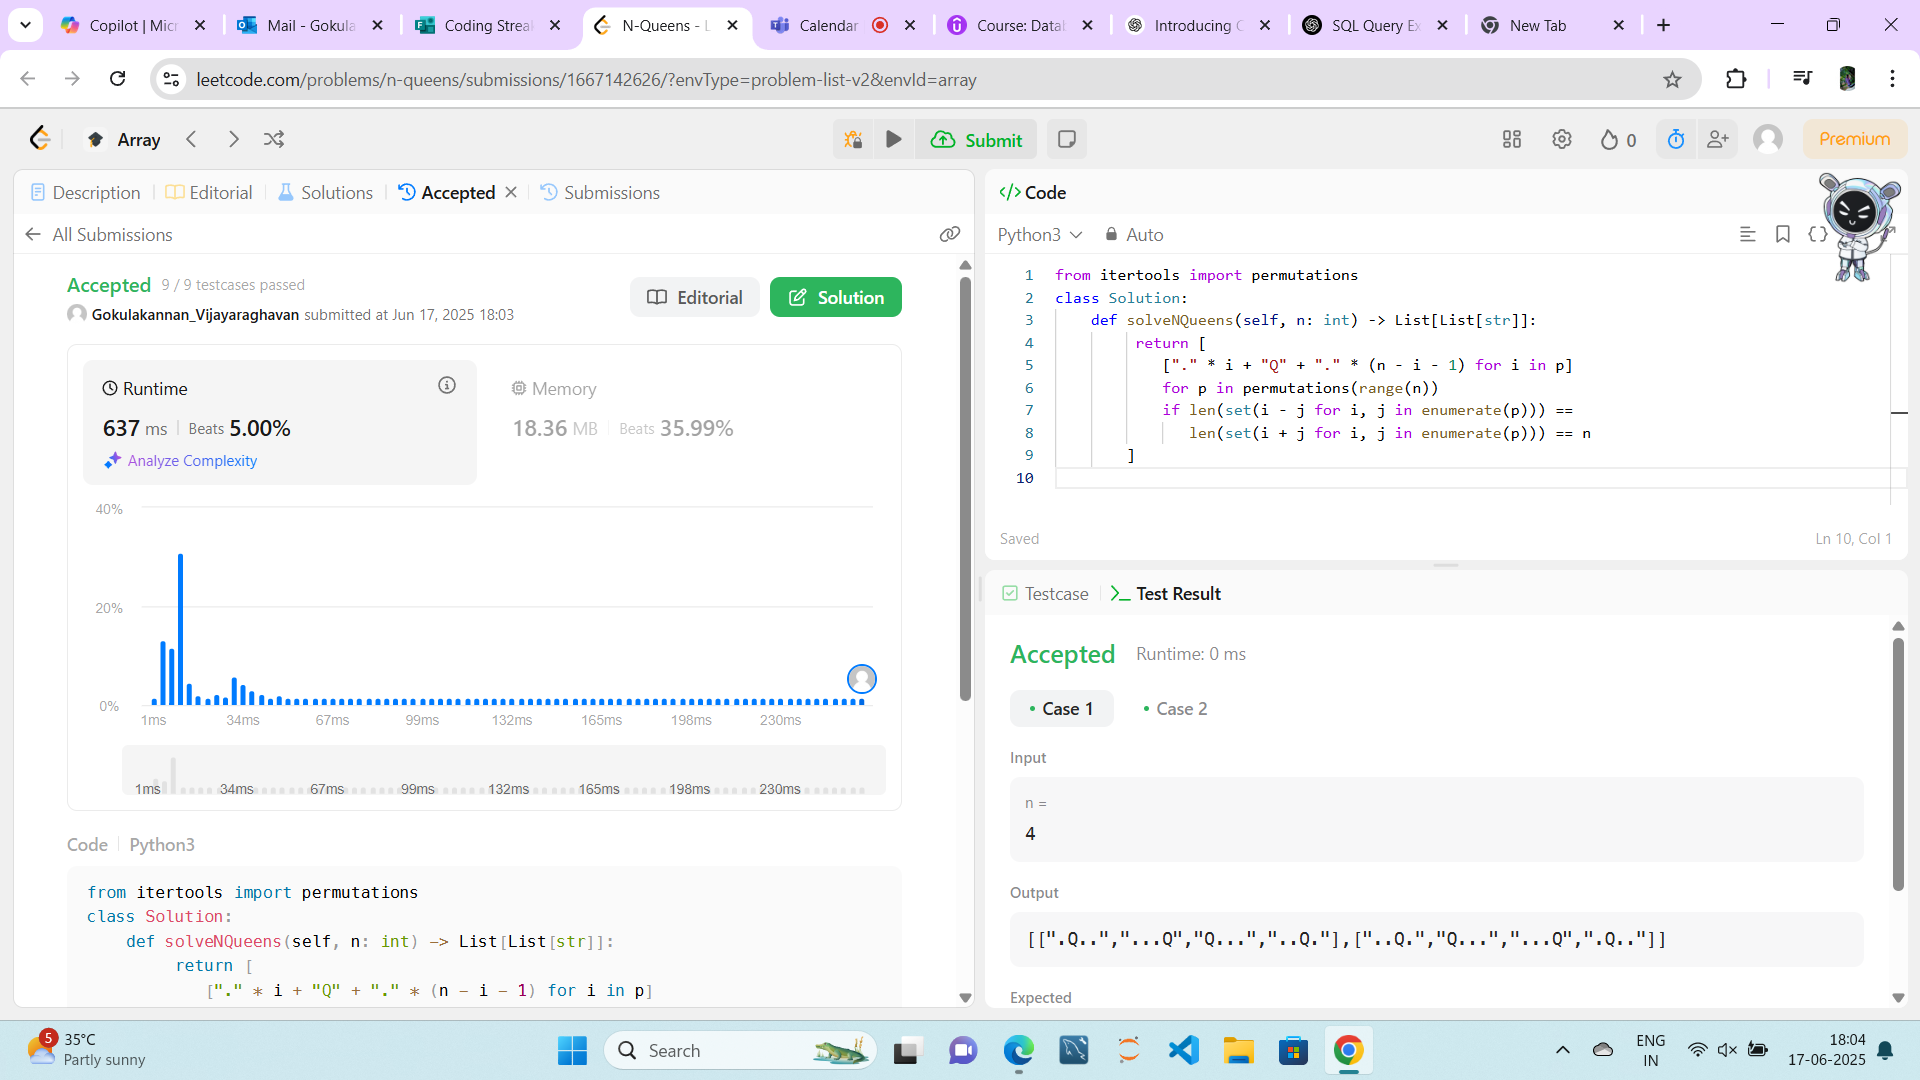 Copilot | Micr
Mail - Gokula
Coding Streak
N-Queens - L
Calendar
Course: Datab
Introducing C
SQL Query Ex
New Tab
leetcode.com/problems/n-queens/submissions/1667142626/?envType=problem-list-v2&envId=array
Array
Submit
0
Premium
Description
Editorial
Solutions
Accepted
Submissions
All Submissions
Accepted 9 / 9 testcases passed
Gokulakannan_Vijayaraghavan submitted at Jun 17, 2025 18:03
Editorial
Solution
Runtime
637 ms Beats 5.00%
Analyze Complexity
Memory
18.36 MB Beats 35.99%
40%
20%
0%
1ms 34ms 67ms 99ms 132ms 165ms 198ms 230ms
1ms 34ms 67ms 99ms 132ms 165ms 198ms 230ms
Code Python3
from itertools import permutations
class Solution:
    def solveNQueens(self, n: int) -> List[List[str]]:
         return [
            ["." * i + "Q" + "." * (n - i - 1) for i in p]
</> Code
Python3
Auto
1 from itertools import permutations
2 class Solution:
3     def solveNQueens(self, n: int) -> List[List[str]]:
4          return [
5             ["." * i + "Q" + "." * (n - i - 1) for i in p]
6             for p in permutations(range(n))
7             if len(set(i - j for i, j in enumerate(p))) ==
8                len(set(i + j for i, j in enumerate(p))) == n
9         ]
10
Saved
Ln 10, Col 1
Testcase
Test Result
Accepted Runtime: 0 ms
Case 1
Case 2
Input
n =
4
Output
[[".Q..","...Q","Q...","..Q."],["..Q.","Q...","...Q",".Q.."]]
Expected
5
35°C
Partly sunny
Search
ENG
IN
18:04
17-06-2025